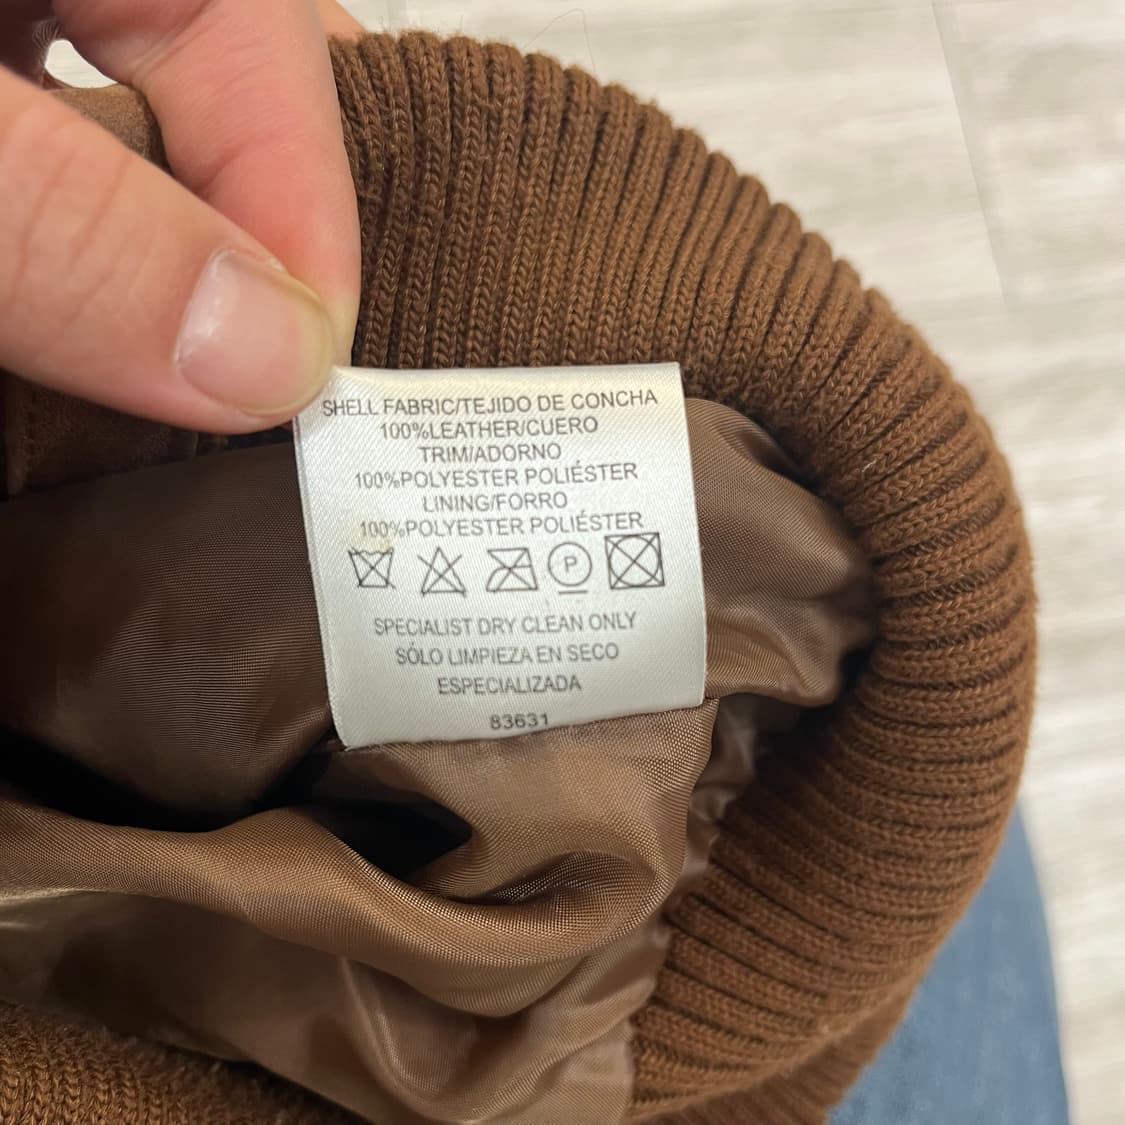 SHELL FABRIC/TEJIDO DE CONCHA
100%LEATHER/CUERO
TRIM/ADORNO
100%POLYESTER POLIÉSTER
LINING/FORRO
100%POLYESTER POLIÉSTER
P
SPECIALIST DRY CLEAN ONLY
SÓLO LIMPIEZA EN SECO
ESPECIALIZADA
83631